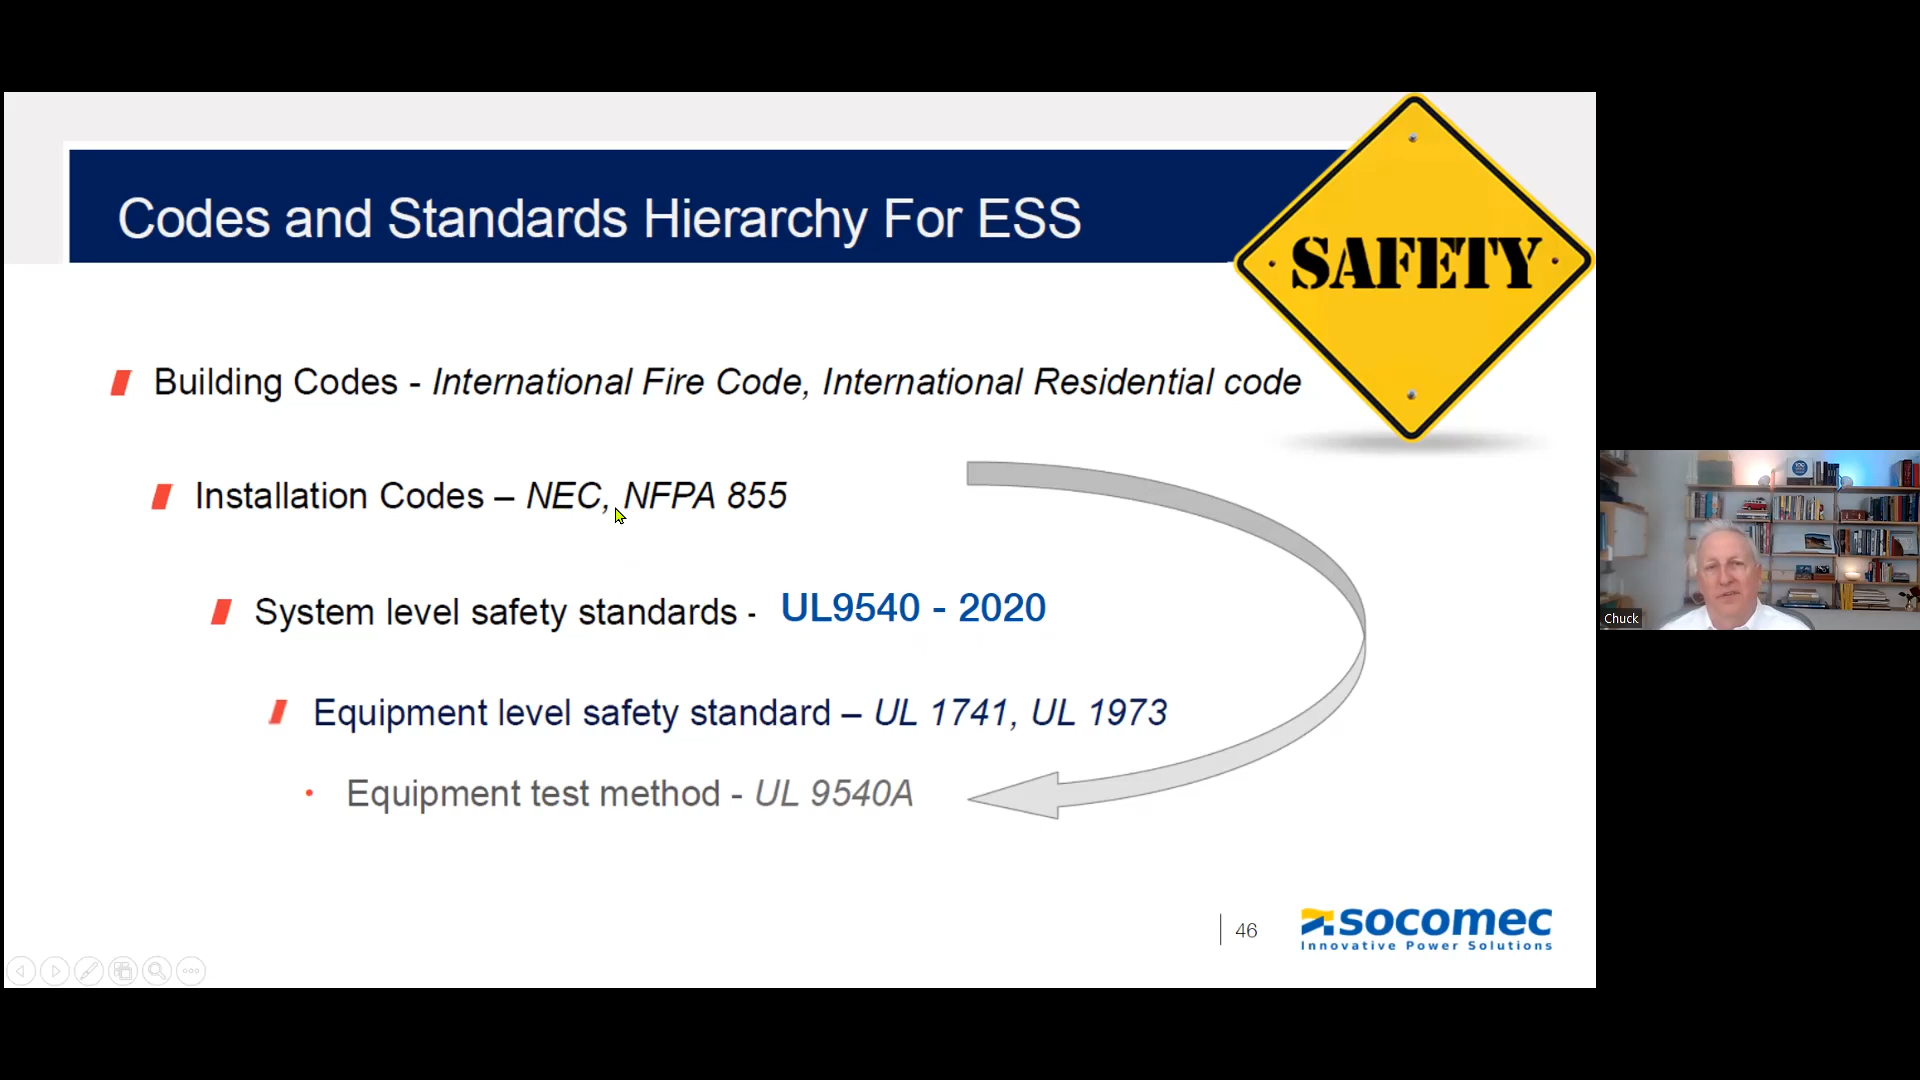 Codes and Standards Hierarchy For ESS
SAFETY
Building Codes - International Fire Code, International Residential code
Installation Codes – NEC, NFPA 855
System level safety standards - UL9540 - 2020
Equipment level safety standard – UL 1741, UL 1973
• Equipment test method - UL 9540A
46
socomec
Innovative Power Solutions
Chuck